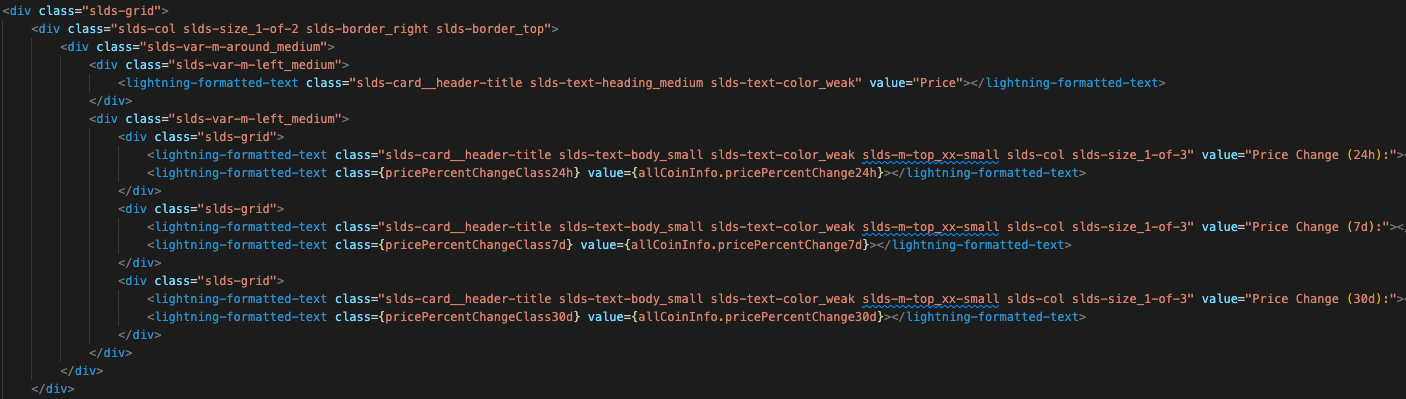 <div class="slds-grid">
<div class="slds-col slds-size_1-of-2 slds-border_right slds-border_top">
<div class="slds-var-m-around_medium">
<div class="slds-var-m-left_medium">
<lightning-formatted-text class="slds-card__header-title slds-text-heading_medium slds-text-color_weak" value="Price"></lightning-formatted-text>
</div>
<div class="slds-var-m-left_medium">
<div class="slds-grid">
<lightning-formatted-text class="slds-card__header-title slds-text-body_small slds-text-color_weak slds-m-top_xx-small slds-col slds-size_1-of-3" value="Price Change (24h):">
<lightning-formatted-text class={pricePercentChangeClass24h} value={allCoinInfo.pricePercentChange24h}></lightning-formatted-text>
</div>
<div class="slds-grid">
<lightning-formatted-text class="slds-card__header-title slds-text-body_small slds-text-color_weak slds-m-top_xx-small slds-col slds-size_1-of-3" value="Price Change (7d):"></
<lightning-formatted-text class={pricePercentChangeClass7d} value={allCoinInfo.pricePercentChange7d}></lightning-formatted-text>
</div>
<div class="slds-grid">
<lightning-formatted-text class="slds-card__header-title slds-text-body_small slds-text-color_weak slds-m-top_xx-small slds-col slds-size_1-of-3" value="Price Change (30d):">
<lightning-formatted-text class={pricePercentChangeClass30d} value={allCoinInfo.pricePercentChange30d}></lightning-formatted-text>
</div>
</div>
</div>
</div>